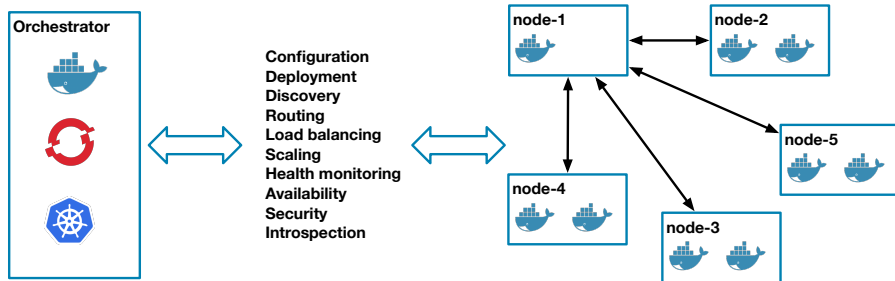 Orchestrator
Configuration
Deployment
Discovery
Routing
Load balancing
Scaling
Health monitoring
Availability
Security
Introspection
node-1
node-2
node-5
node-4
node-3